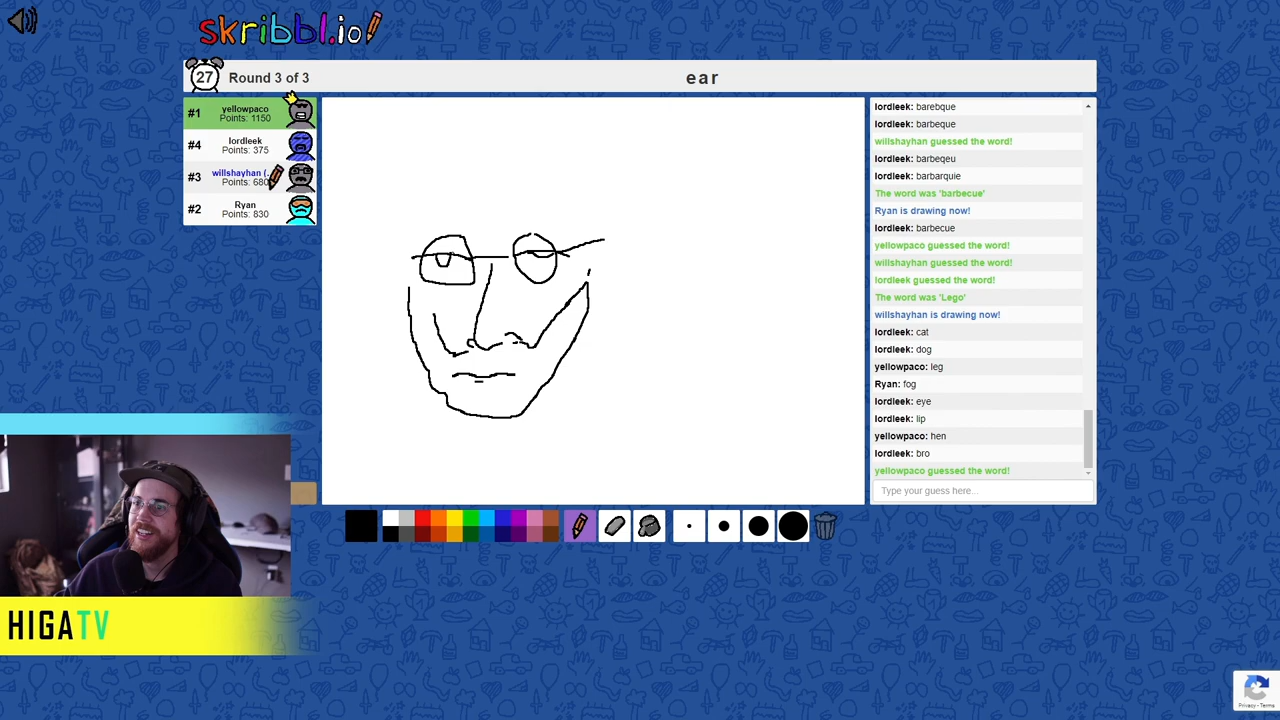 skribbl.io
27
Round 3 of 3
ear
#1
yellowpaco
Points: 1150
#4
lordleek
Points: 375
#3
willshayhan (..
Points: 680
#2
Ryan
Points: 830
lordleek: barebque
lordleek: barbeque
willshayhan guessed the word!
lordleek: barbeqeu
lordleek: barbarquie
The word was 'barbecue'
Ryan is drawing now!
lordleek: barbecue
yellowpaco guessed the word!
willshayhan guessed the word!
lordleek guessed the word!
The word was 'Lego'
willshayhan is drawing now!
lordleek: cat
lordleek: dog
yellowpaco: leg
Ryan: fog
lordleek: eye
lordleek: lip
yellowpaco: hen
lordleek: bro
yellowpaco guessed the word!
Type your guess here...
HIGATV
Privacy - Terms